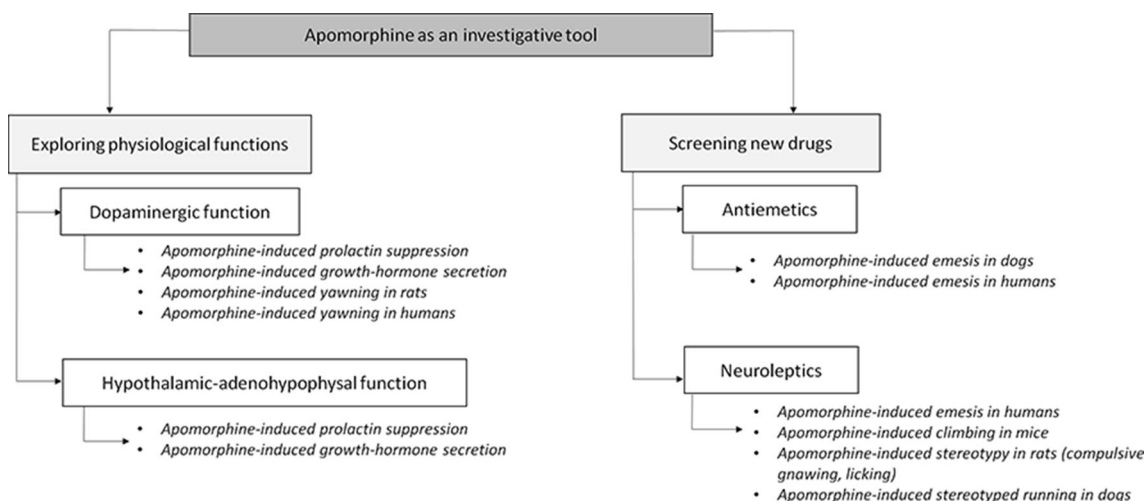 Apomorphine as an investigative tool
Exploring physiological functions
Dopaminergic function
• Apomorphine-induced prolactin suppression
• Apomorphine-induced growth-hormone secretion
• Apomorphine-induced yawning in rats
• Apomorphine-induced yawning in humans
Hypothalamic-adenohypophysal function
• Apomorphine-induced prolactin suppression
• Apomorphine-induced growth-hormone secretion
Screening new drugs
Antiemetics
• Apomorphine-induced emesis in dogs
• Apomorphine-induced emesis in humans
Neuroleptics
• Apomorphine-induced emesis in humans
• Apomorphine-induced climbing in mice
• Apomorphine-induced stereotypy in rats (compulsive
gnawing, licking)
• Apomorphine-induced stereotyped running in dogs